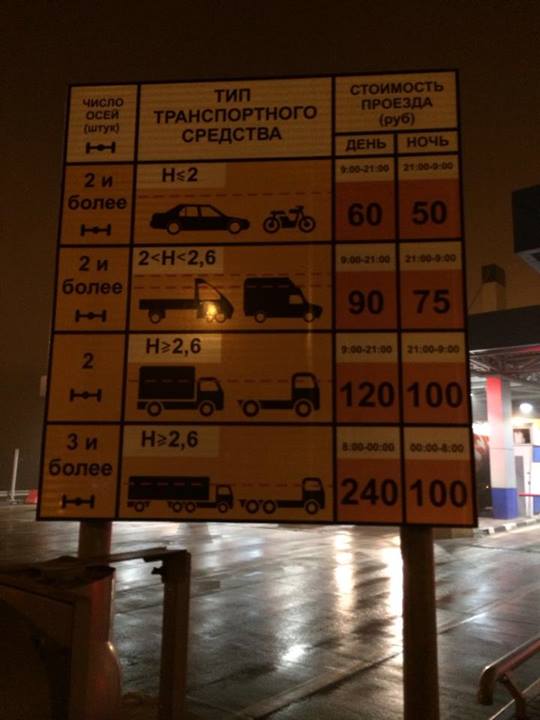 ЧИСЛО
ОСЕЙ
(штук)
ТИП
ТРАНСПОРТНОГО
СРЕДСТВА
СТОИМОСТЬ
ПРОЕЗДА
(руб)
ДЕНЬ
НОЧЬ
2 и
более
H≤2
9:00-21:00
60
21:00-9:00
50
2 и
более
2<H<2,6
9:00-21:00
90
21:00-9:00
75
2
H≥2,6
9:00-21:00
120
21:00-9:00
100
3 и
более
H≥2,6
8:00-00:00
240
00:00-8:00
100